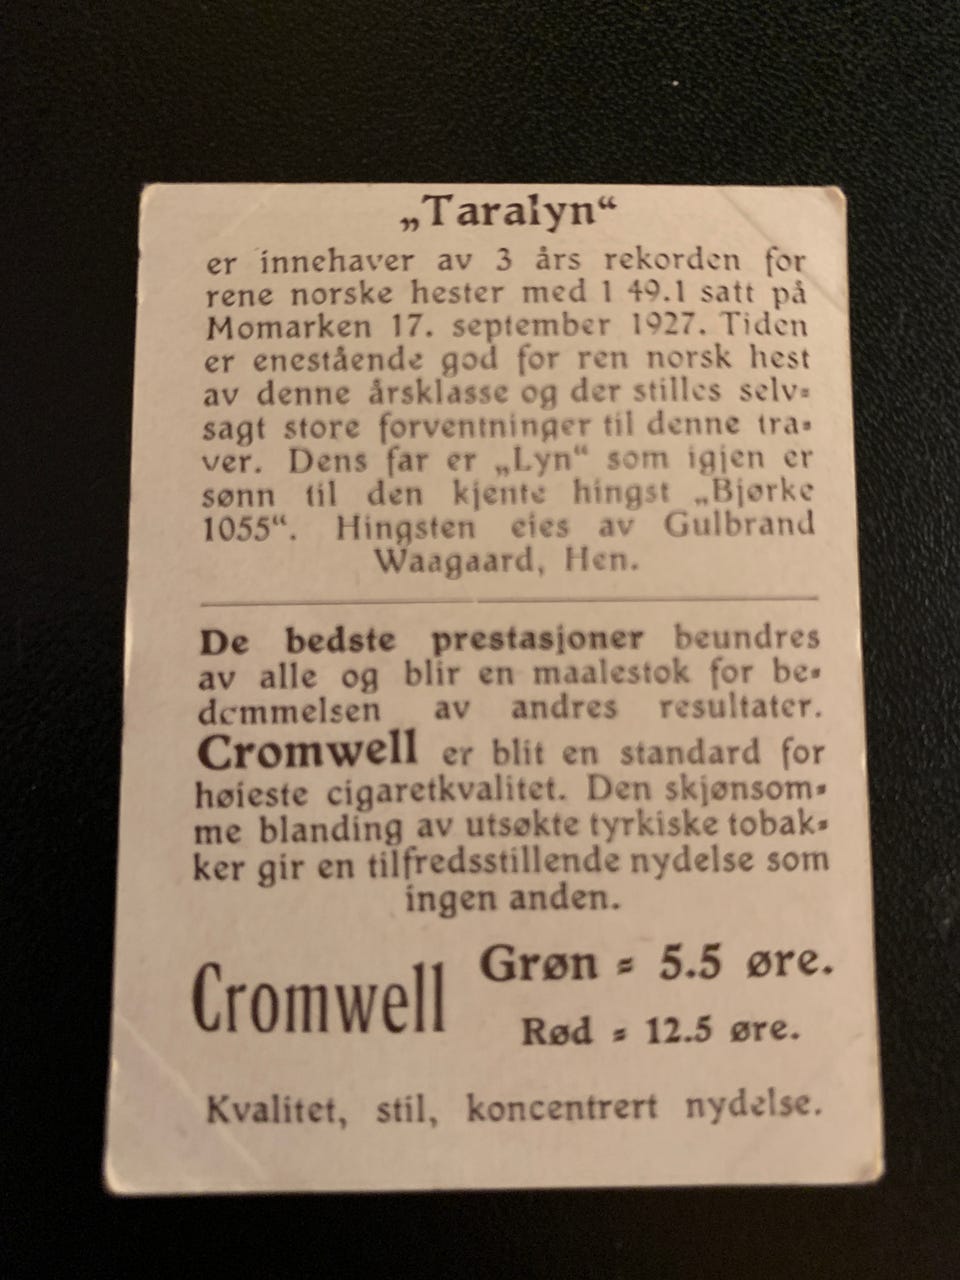 „Taralyn“
er innehaver av 3 års rekorden for
rene norske hester med 1 49.1 satt på
Momarken 17. september 1927. Tiden
er enestående god for ren norsk hest
av denne årsklasse og der stilles selv-
sagt store forventninger til denne tra-
ver. Dens far er „Lyn“ som igjen er
sønn til den kjente hingst „Bjørke
1055“. Hingsten eies av Gulbrand
Waagaard, Hen.
De bedste prestasjoner beundres
av alle og blir en maalestok for be-
dømmelsen av andres resultater.
Cromwell er blit en standard for
høieste cigaretkvalitet. Den skjønsom-
me blanding av utsøkte tyrkiske tobak-
ker gir en tilfredsstillende nydelse som
ingen anden.
Cromwell Grøn - 5.5 øre.
Rød - 12.5 øre.
Kvalitet, stil, koncentrert nydelse.